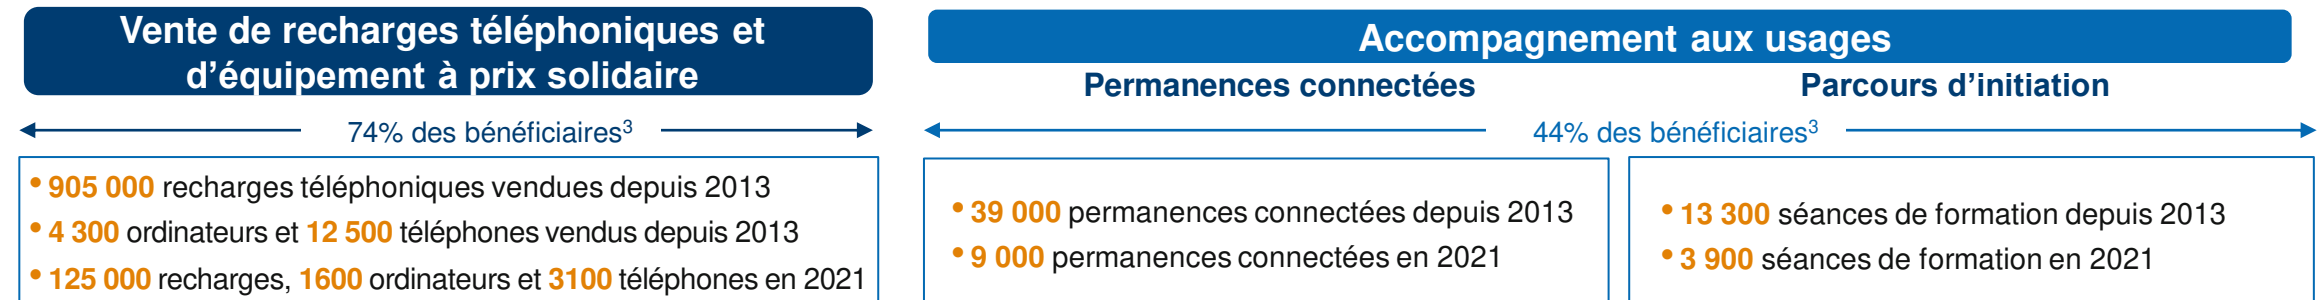 Vente de recharges téléphoniques et
d'équipement à prix solidaire
74% des bénéficiaires³
• 905 000 recharges téléphoniques vendues depuis 2013
• 4 300 ordinateurs et 12 500 téléphones vendus depuis 2013
• 125 000 recharges, 1600 ordinateurs et 3100 téléphones en 2021
Accompagnement aux usages
Permanences connectées
Parcours d'initiation
44% des bénéficiaires³
• 39 000 permanences connectées depuis 2013
• 9 000 permanences connectées en 2021
• 13 300 séances de formation depuis 2013
• 3 900 séances de formation en 2021